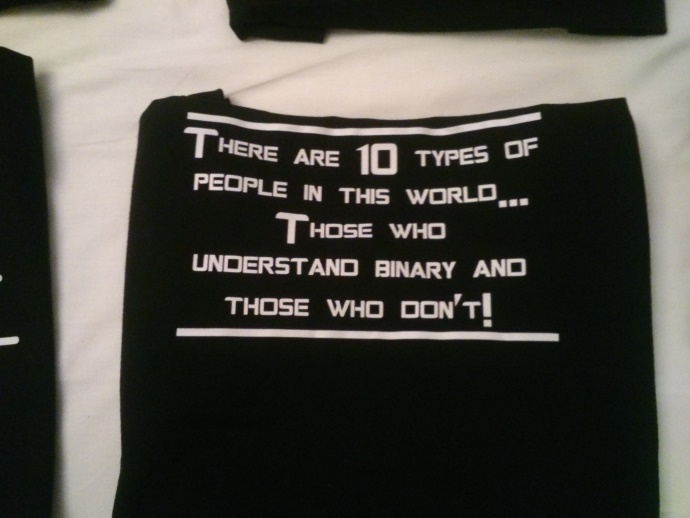 There are 10 types of
people in this world...
Those who
understand binary and
those who don't!